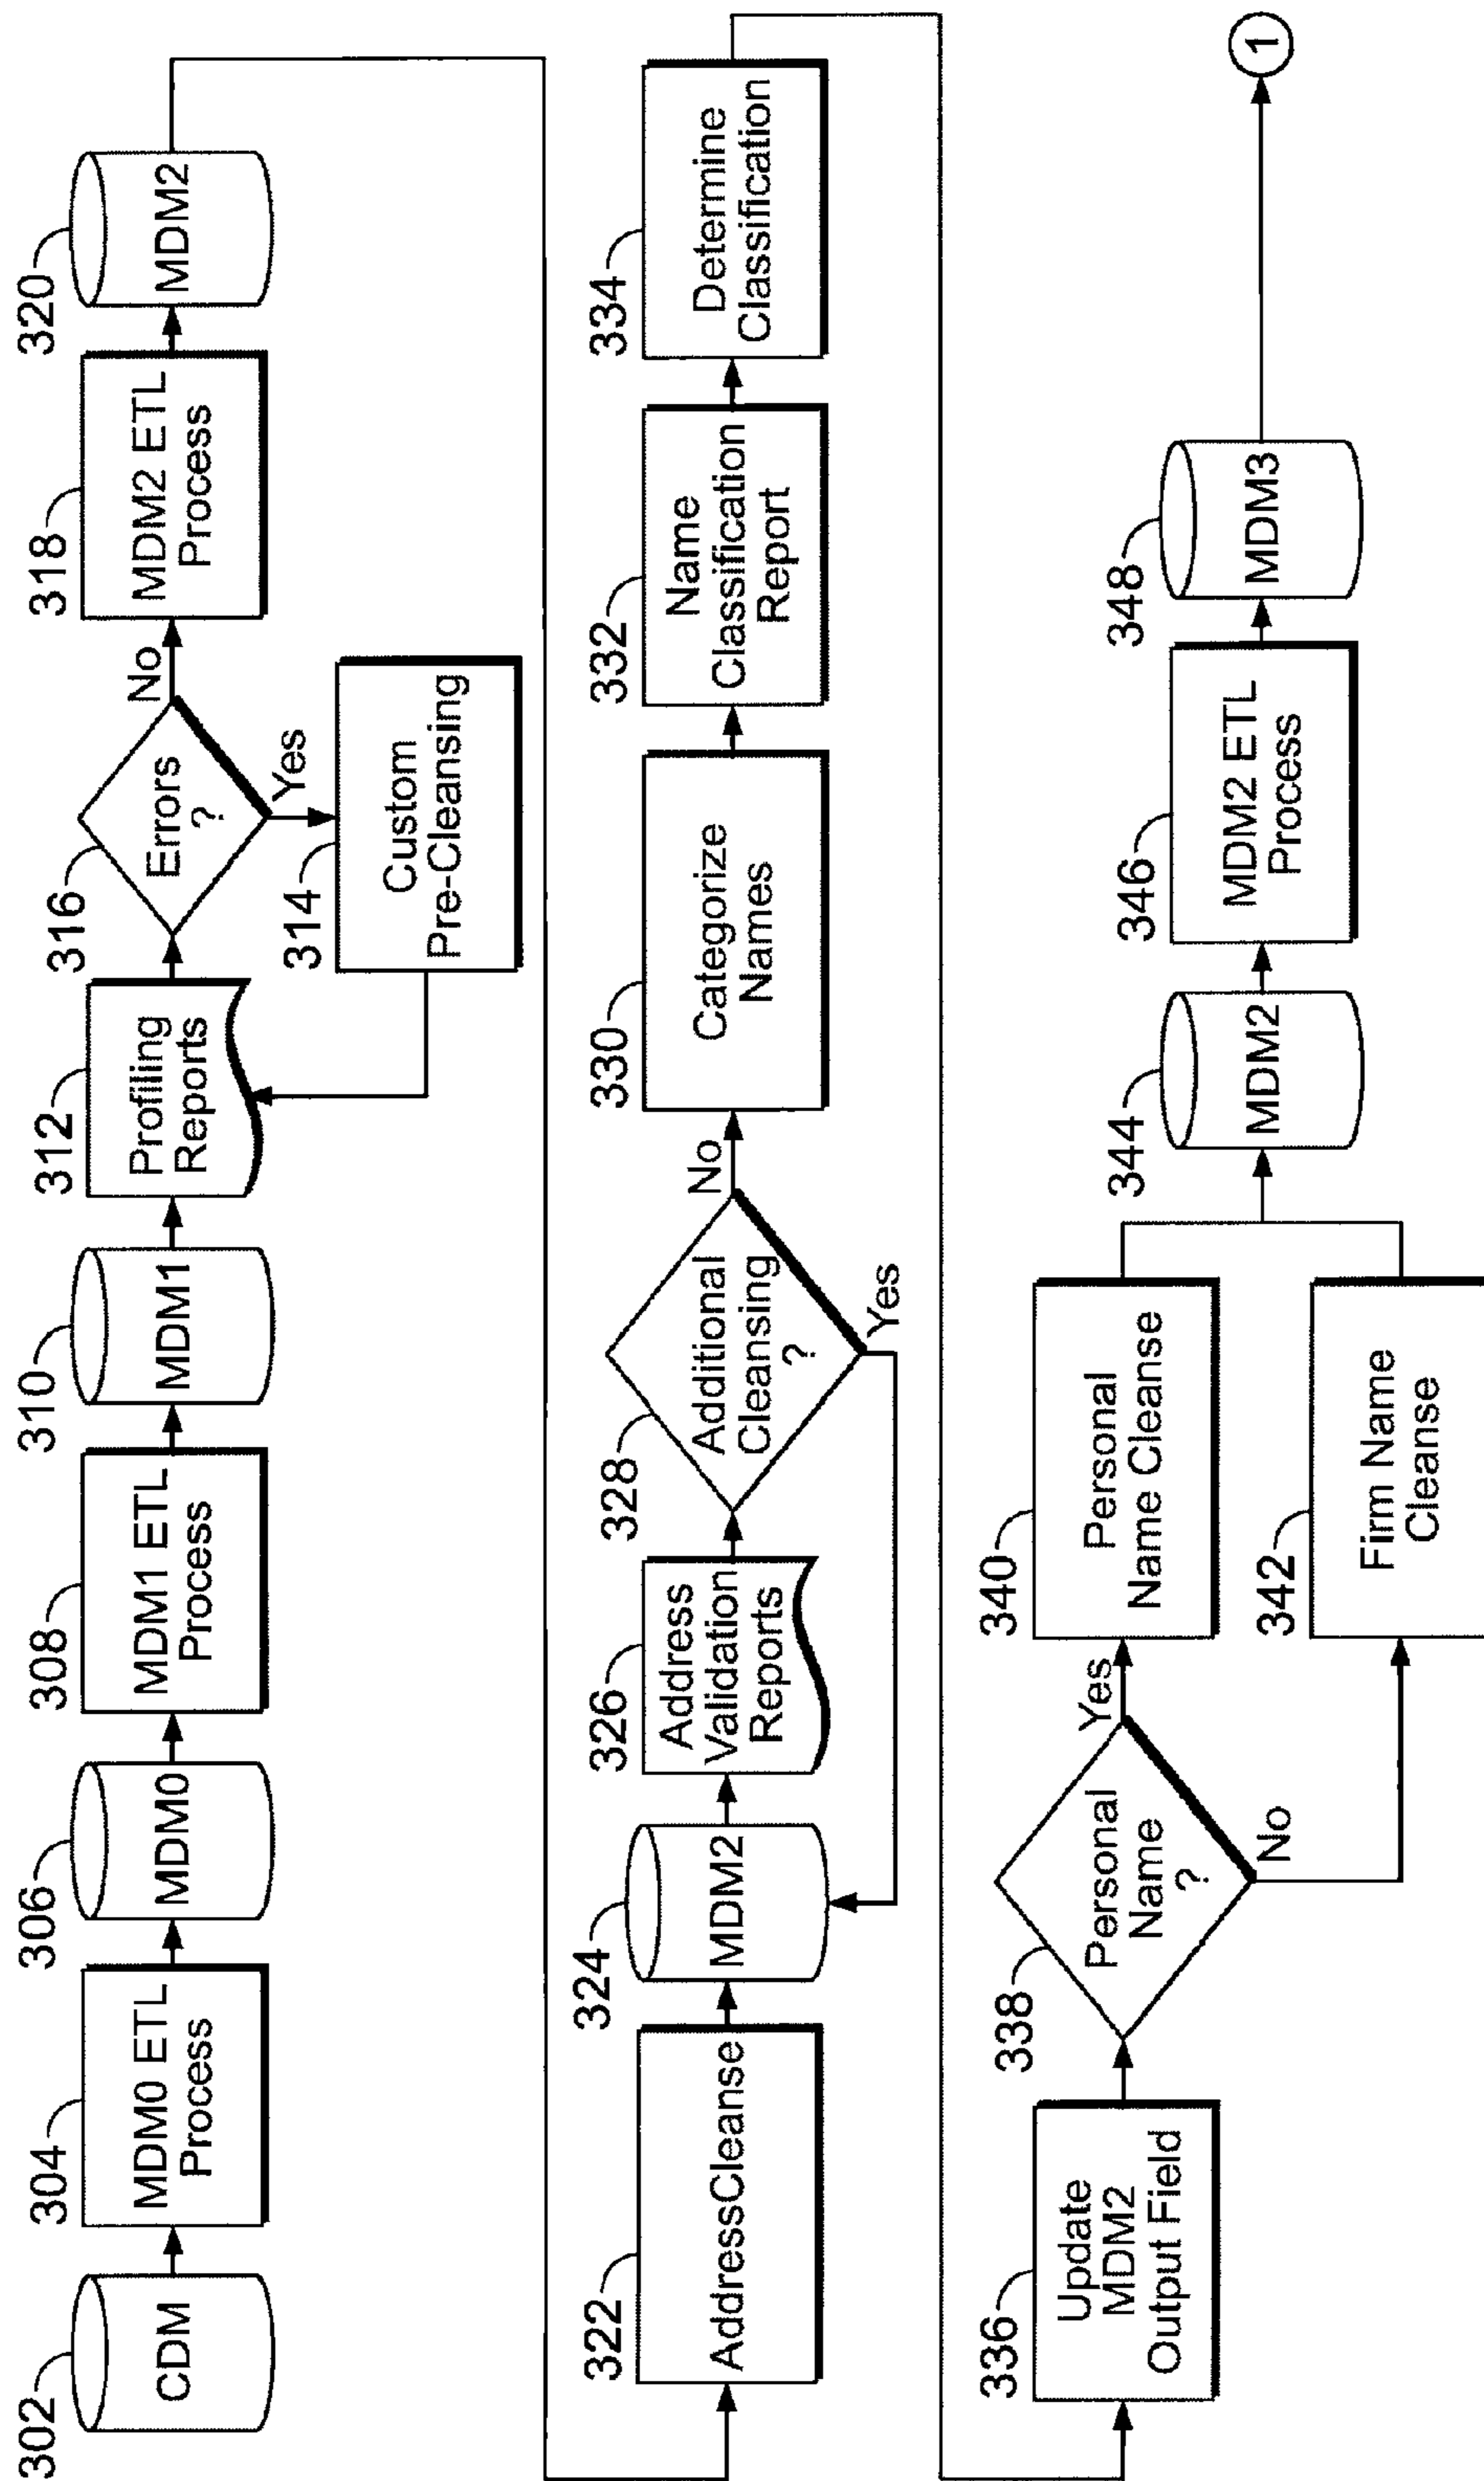 302
CDM
304
MDM0 ETL
Process
306
MDM0
308
MDM1 ETL
Process
310
MDM1
312
Profiling
Reports
316
Errors
?
No
Yes
314
Custom
Pre-Cleansing
318
MDM2 ETL
Process
320
MDM2
322
AddressCleanse
324
MDM2
326
Address
Validation
Reports
328
Additional
Cleansing
?
No
Yes
330
Categorize
Names
332
Name
Classification
Report
334
Determine
Classification
336
Update
MDM2
Output Field
338
Personal
Name
?
Yes
No
340
Personal
Name Cleanse
342
Firm Name
Cleanse
344
MDM2
346
MDM2 ETL
Process
348
MDM3
1